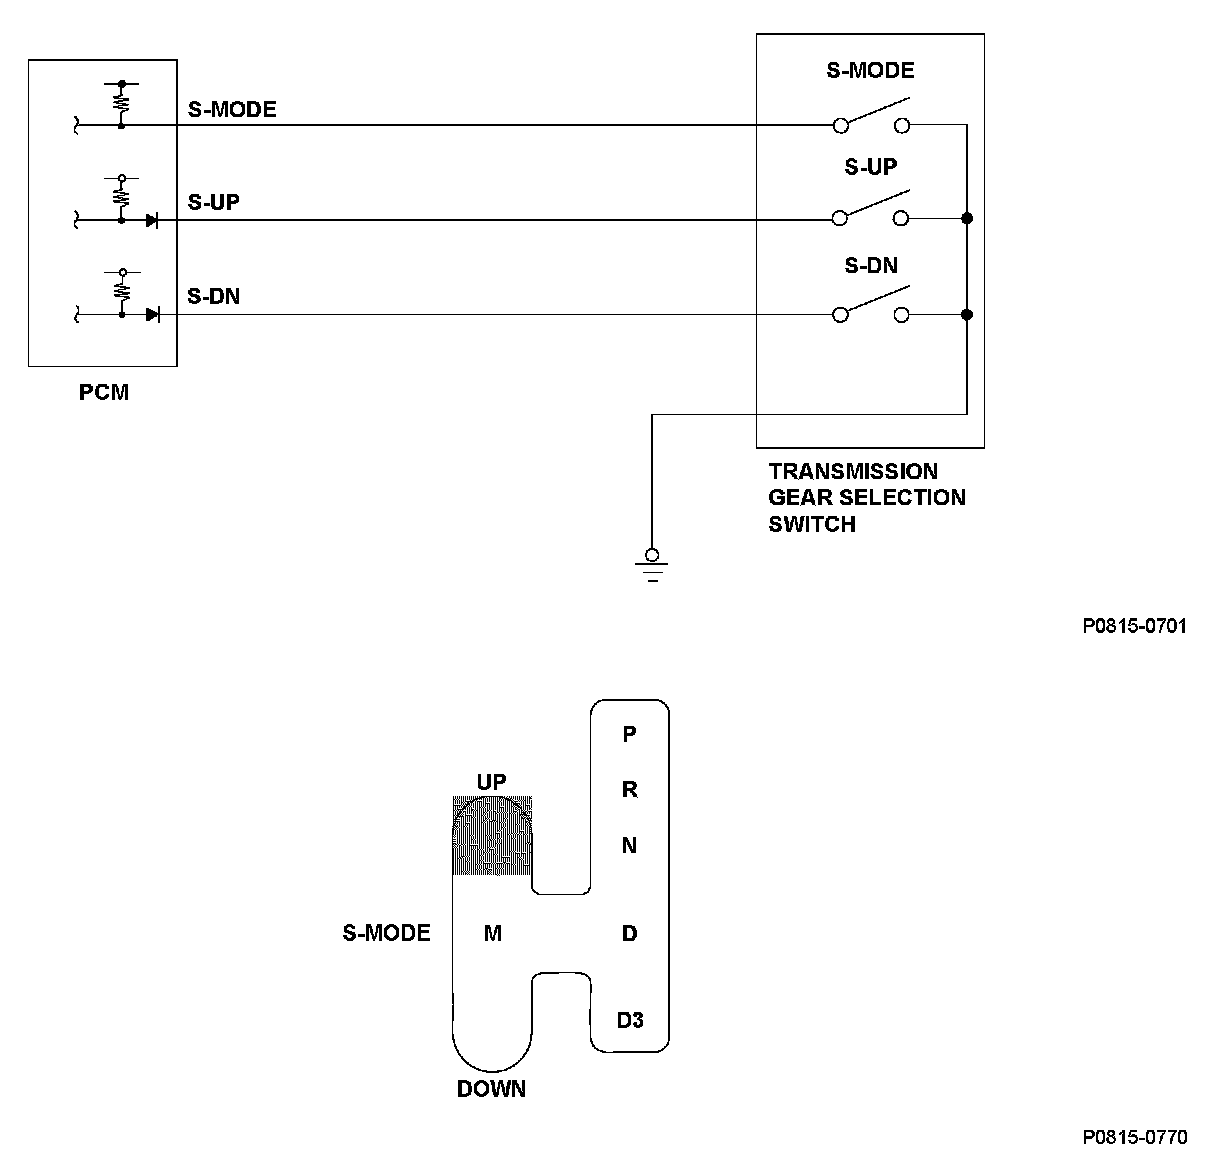 S-MODE
S-MODE
S-UP
S-UP
S-DN
S-DN
PCM
TRANSMISSION
GEAR SELECTION
SWITCH
P0815-0701
P
UP
R
N
S-MODE
M
D
D3
DOWN
P0815-0770